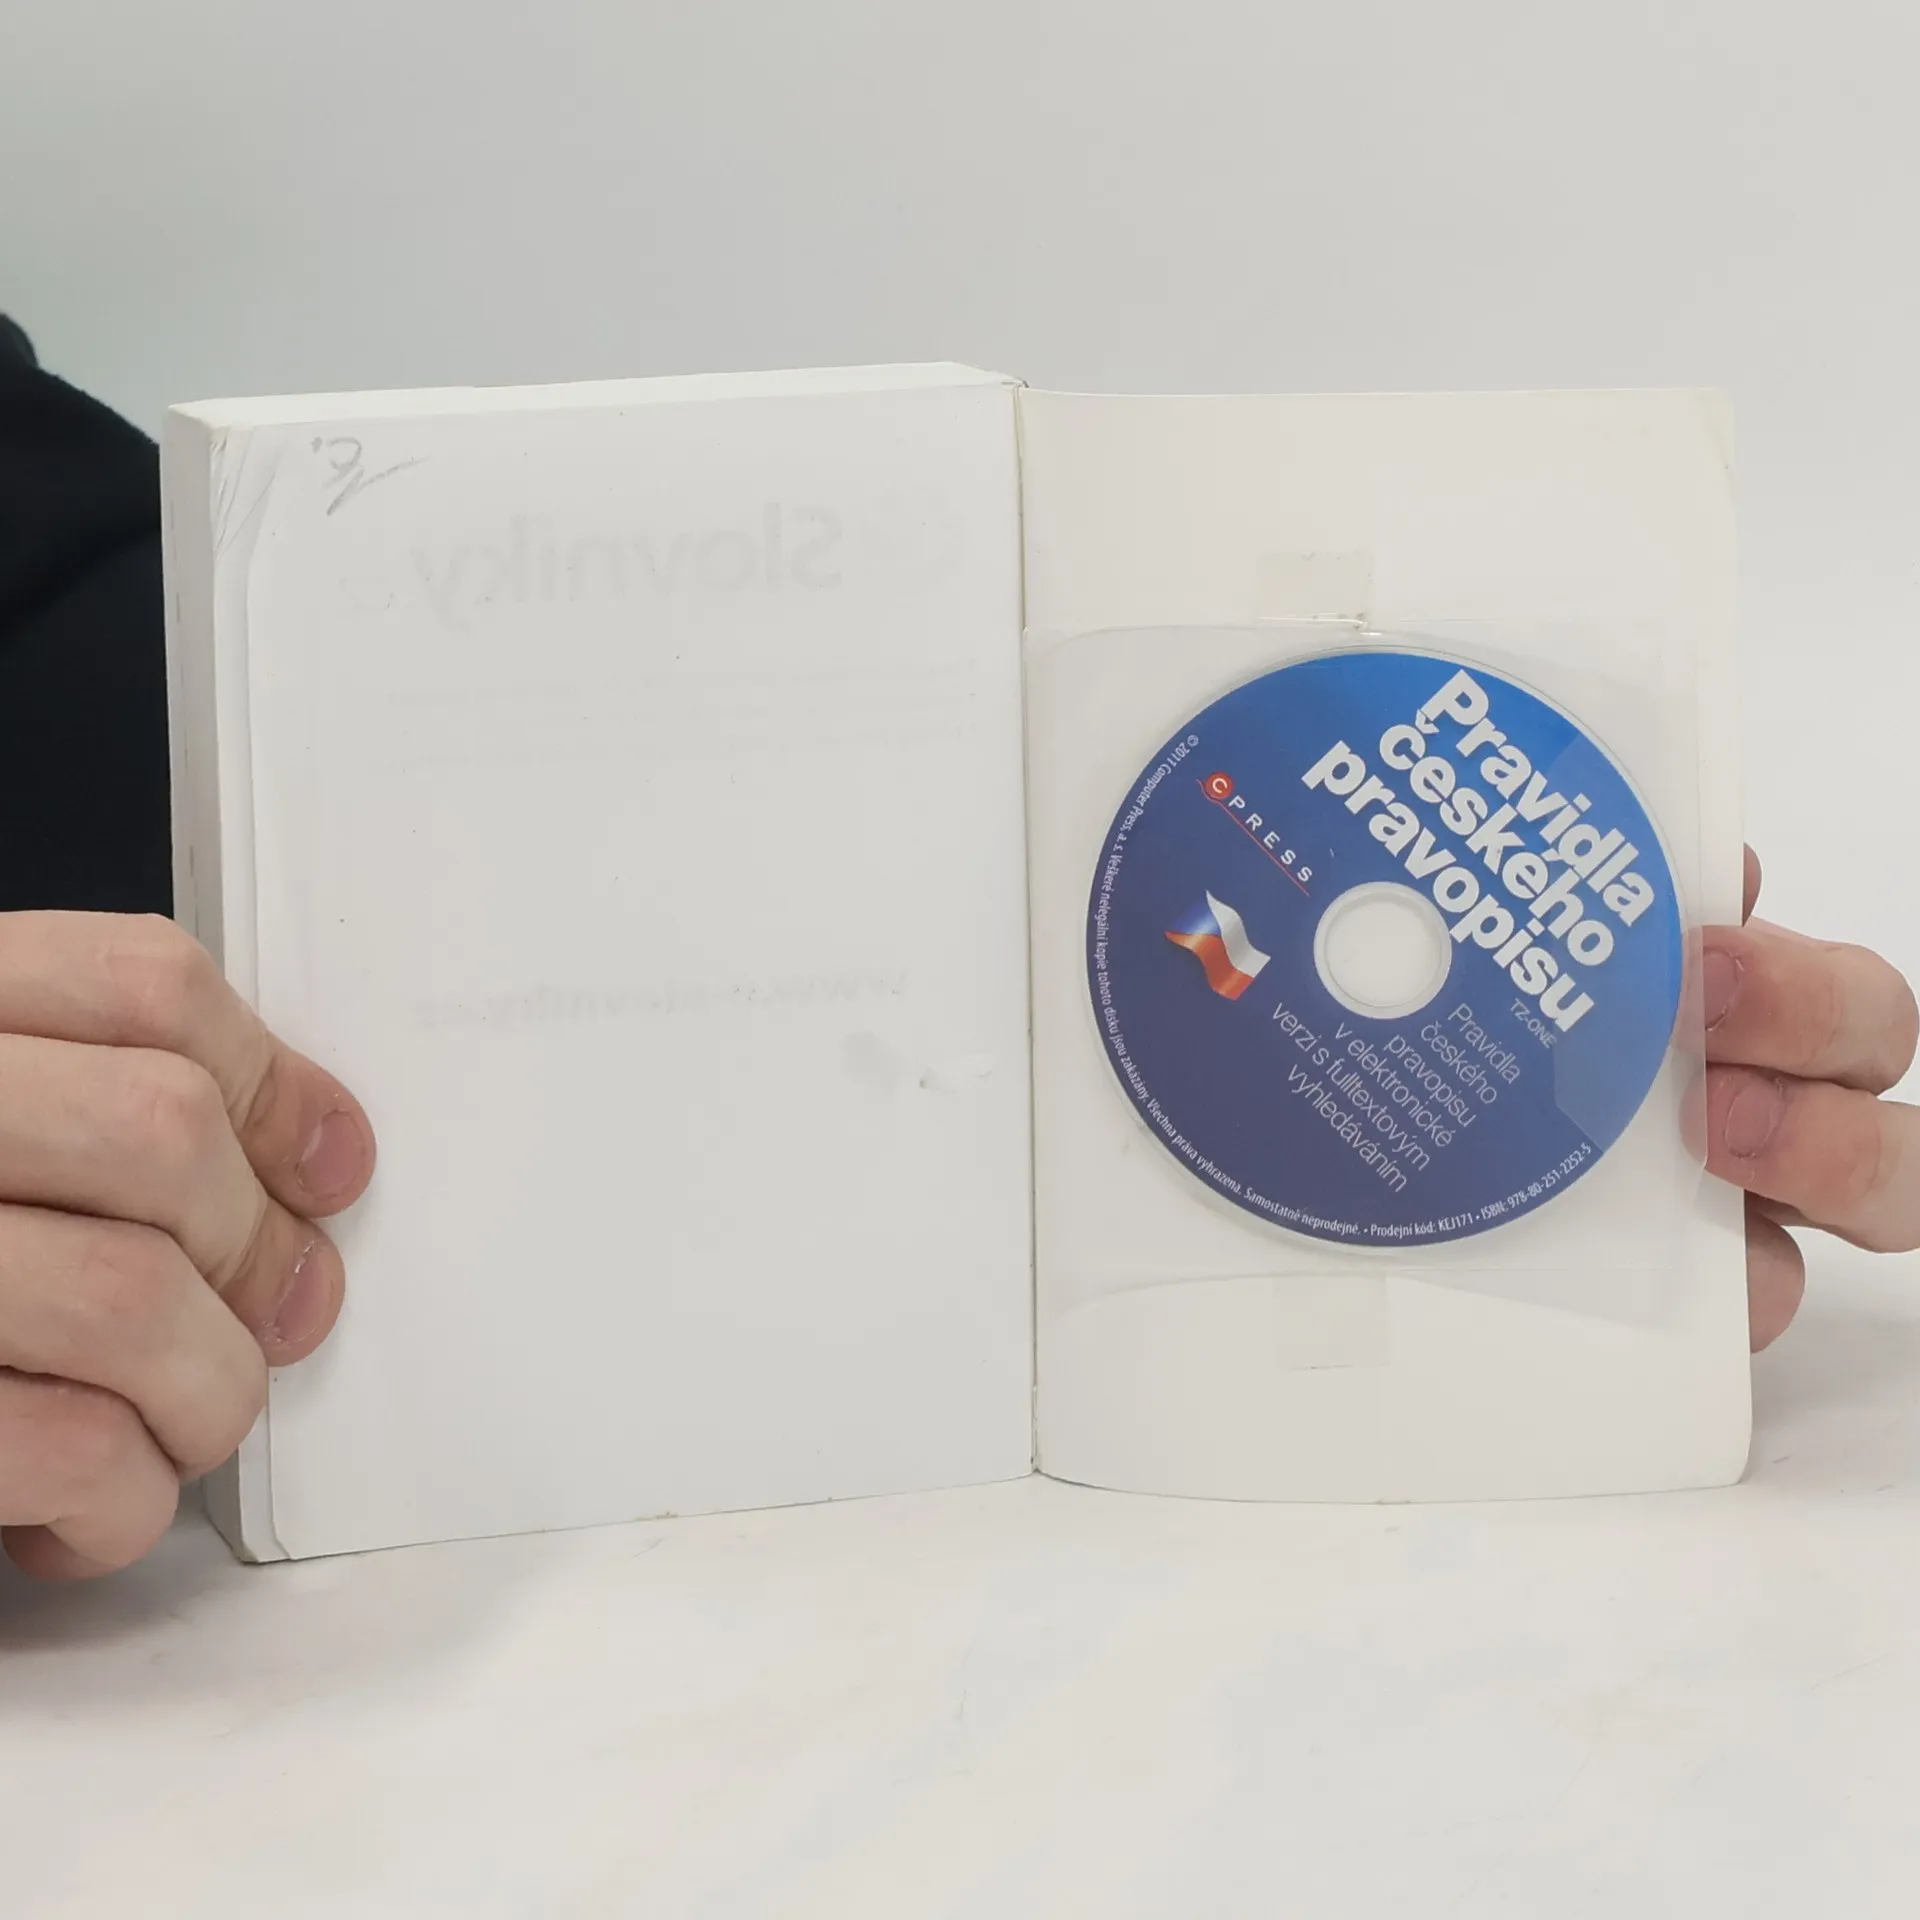 Slovníky
Pravidla
českého
pravopisu
TZ-ONE
CPRESS
Pravidla
českého
pravopisu
v elektronické
verzi s fulltextovým
vyhledáváním
© 2011 Computer Press, a. s. Veškeré nelegální kopie tohoto disku jsou zakázány. Všechna práva vyhrazena. Samostatně neprodejné. • Prodejní kód: KEJ171 • ISBN: 978-80-251-2252-5